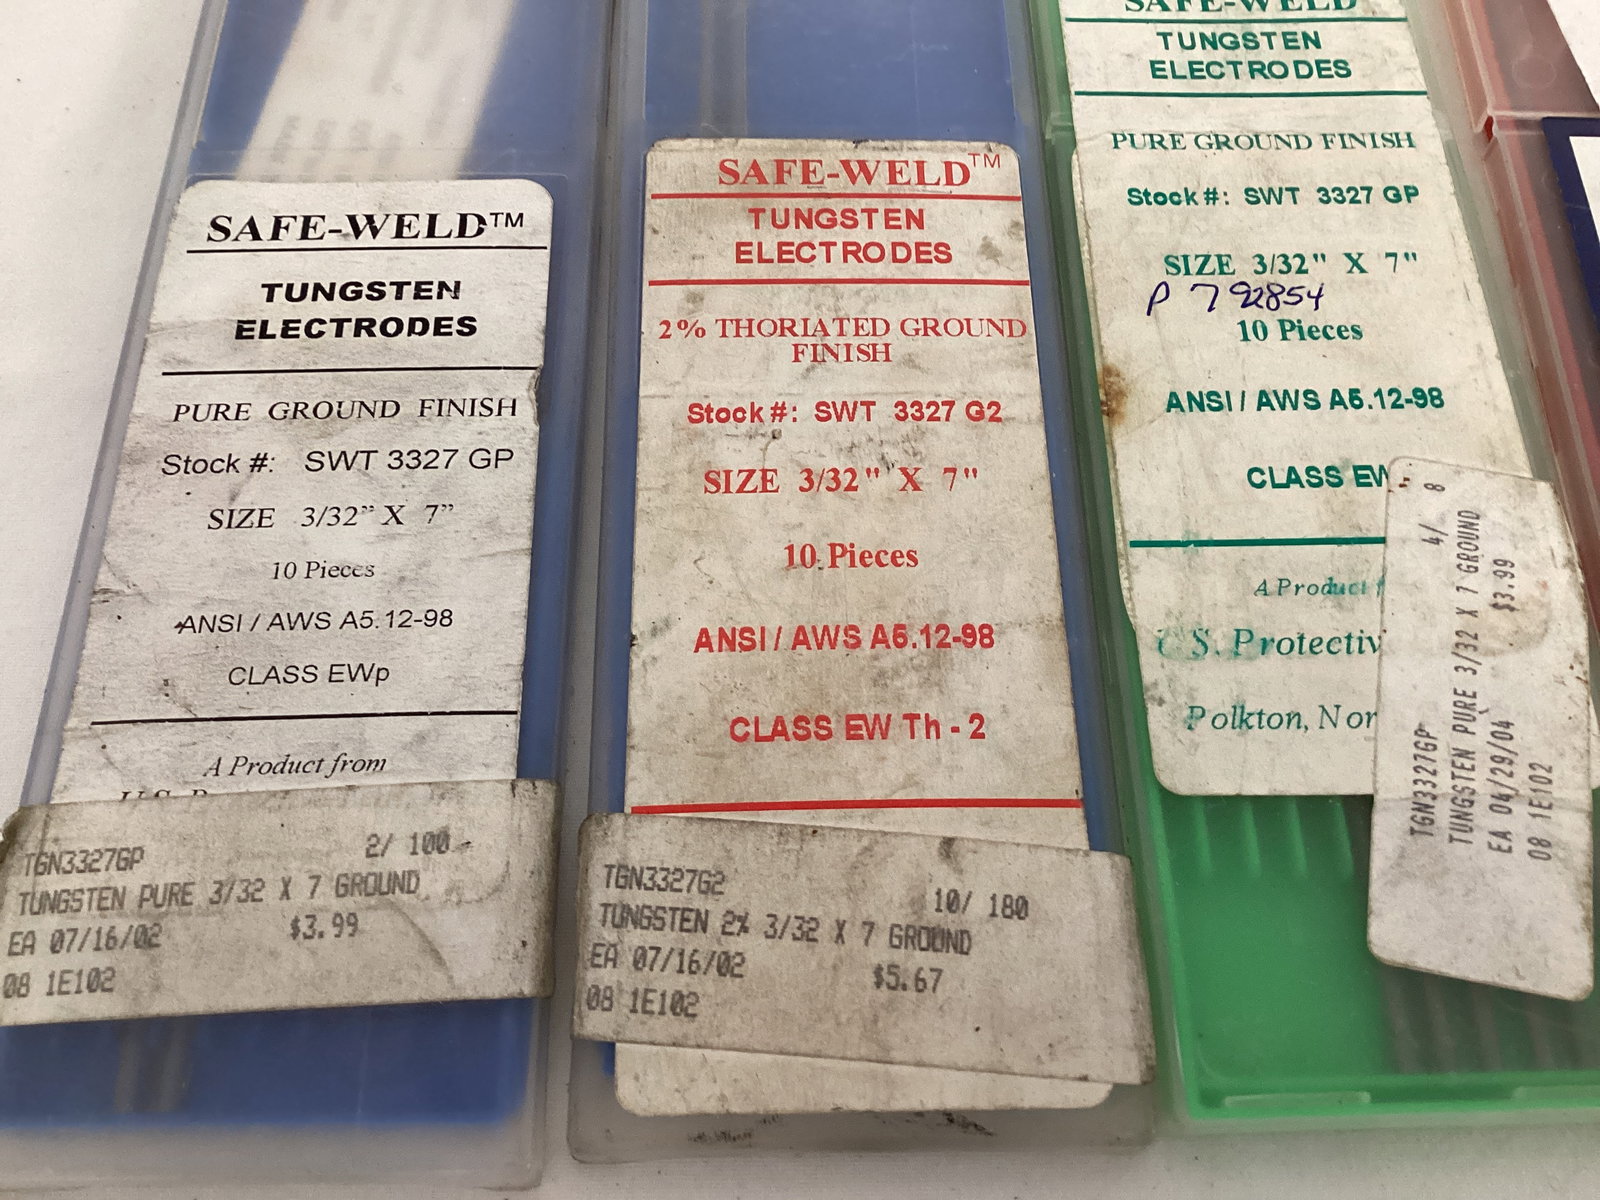 SAFE-WELD™
TUNGSTEN
ELECTRODES
PURE GROUND FINISH
Stock #: SWT 3327 GP
SIZE 3/32" X 7"
10 Pieces
ANSI / AWS A5.12-98
CLASS EWp
A Product from
TGN3327GP 2/ 100
TUNGSTEN PURE 3/32 X 7 GROUND
EA 07/16/02 $3.99
08 1E102
SAFE-WELD™
TUNGSTEN
ELECTRODES
2% THORIATED GROUND
FINISH
Stock #: SWT 3327 G2
SIZE 3/32" X 7"
10 Pieces
ANSI / AWS A5.12-98
CLASS EW Th - 2
TGN3327G2 10/ 180
TUNGSTEN 2% 3/32 X 7 GROUND
EA 07/16/02 $5.67
08 1E102
SAFE-WELD
TUNGSTEN
ELECTRODES
PURE GROUND FINISH
Stock #: SWT 3327 GP
SIZE 3/32" X 7"
P 792854
10 Pieces
ANSI / AWS A5.12-98
CLASS EW
A Product f
U.S. Protectiv
Polkton, Nor
TGN3327GP 4/ 8
TUNGSTEN PURE 3/32 X 7 GROUND
EA 04/29/04 $3.99
08 1E102